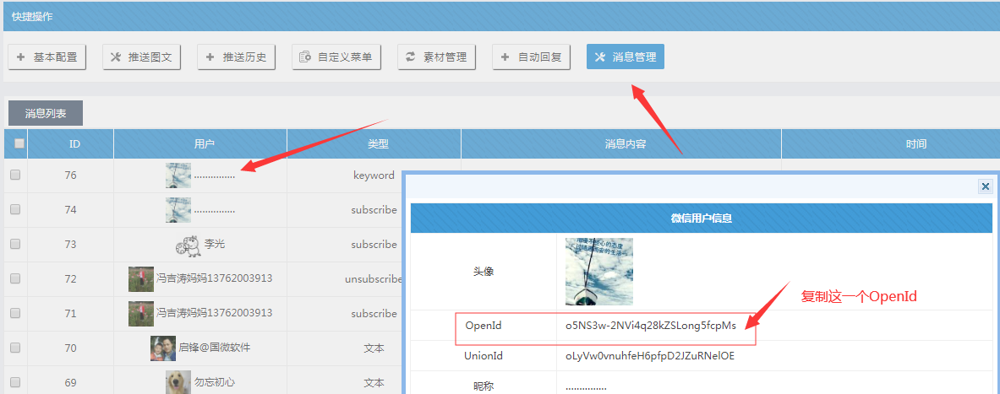 快捷操作
基本配置 推送图文 推送历史 自定义菜单 素材管理 自动回复 消息管理
消息列表
ID 用户 类型 消息内容 时间
76 ............... keyword
74 ............... subscribe
73 李光 subscribe
72 冯吉涛妈妈13762003913 unsubscribe
71 冯吉涛妈妈13762003913 subscribe
70 启锋@国微软件 文本
69 勿忘初心 文本
微信用户信息
头像
OpenId o5NS3w-2NVi4q28kZSLong5fcpMs
复制这一个OpenId
UnionId oLyVw0vnuhfeH6pfpD2JZuRNelOE
昵称 ...............